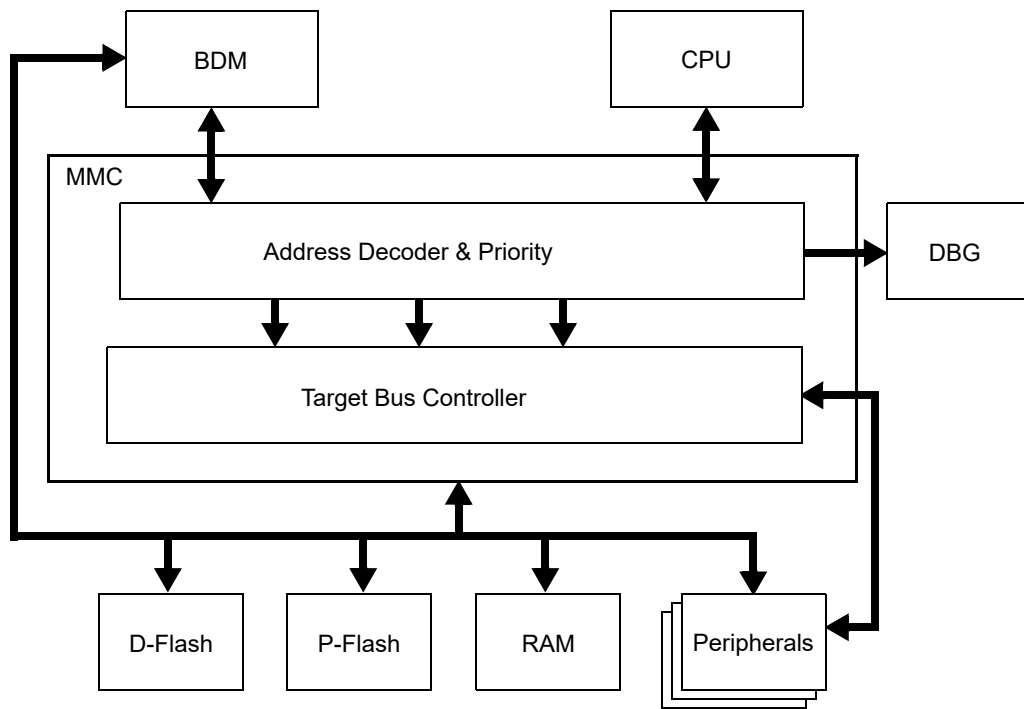 BDM
CPU
MMC
Address Decoder & Priority
DBG
Target Bus Controller
D-Flash
P-Flash
RAM
Peripherals